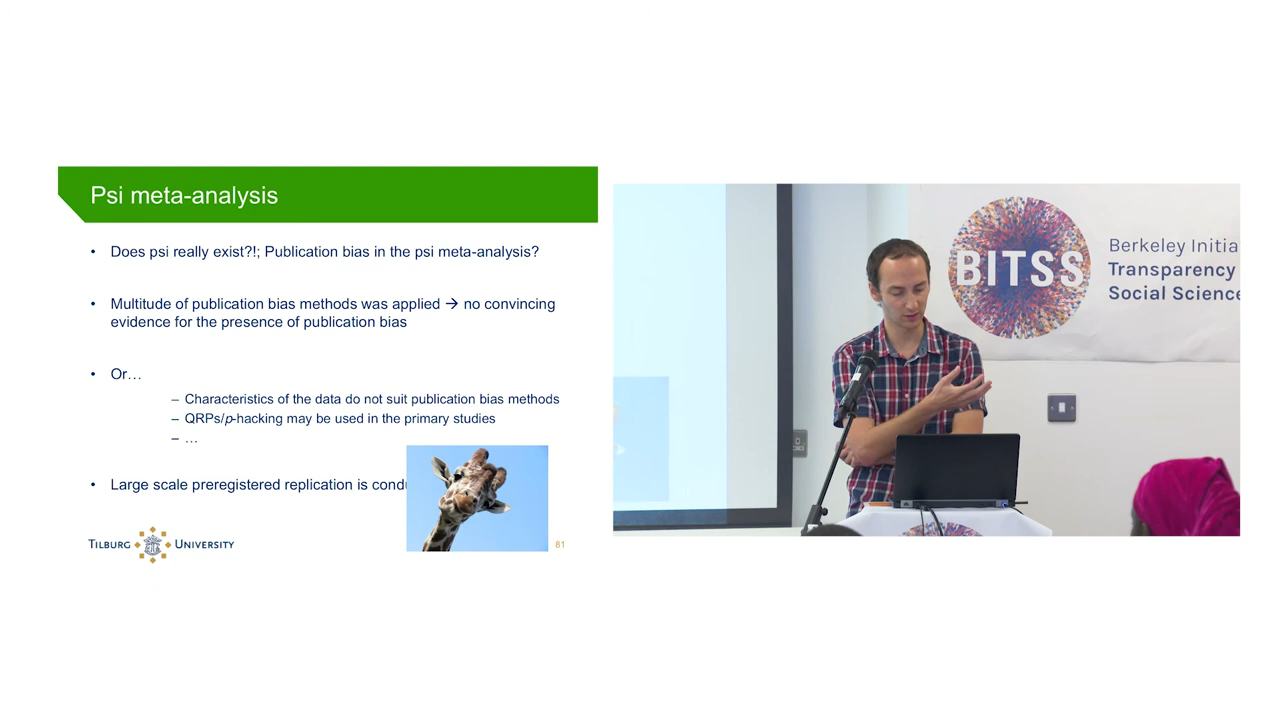 Psi meta-analysis
• Does psi really exist?!; Publication bias in the psi meta-analysis?
• Multitude of publication bias methods was applied → no convincing
evidence for the presence of publication bias
• Or…
– Characteristics of the data do not suit publication bias methods
– QRPs/p-hacking may be used in the primary studies
– …
• Large scale preregistered replication is
TILBURG UNIVERSITY
81
BITSS
Berkeley
Transparency
Social